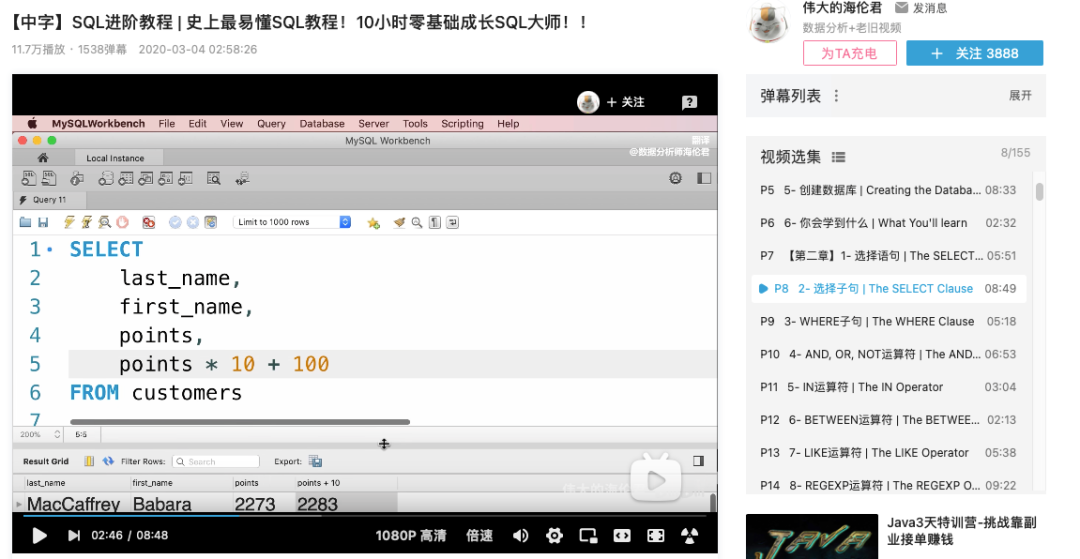 【中字】SQL进阶教程 | 史上最易懂SQL教程！10小时零基础成长SQL大师！！
11.7万播放 · 1538弹幕 2020-03-04 02:58:26
+ 关注
MySQLWorkbench File Edit View Query Database Server Tools Scripting Help
MySQL Workbench
翻译
@数据分析师海伦君
Local Instance
Query 11
Limit to 1000 rows
1 SELECT
2 last_name,
3 first_name,
4 points,
5 points * 10 + 100
6 FROM customers
7
200% 5:5
Result Grid Filter Rows: Search Export:
last_name first_name points points + 10
MacCaffrey Babara 2273 2283
02:46 / 08:48 1080P 高清 倍速
伟大的海伦君 发消息
数据分析+老旧视频
为TA充电 + 关注 3888
弹幕列表 展开
视频选集 8/155
P5 5- 创建数据库 | Creating the Databa... 08:33
P6 6- 你会学到什么 | What You'll learn 02:32
P7 【第二章】1- 选择语句 | The SELECT... 05:51
P8 2- 选择子句 | The SELECT Clause 08:49
P9 3- WHERE子句 | The WHERE Clause 05:18
P10 4- AND, OR, NOT运算符 | The AND... 06:53
P11 5- IN运算符 | The IN Operator 03:04
P12 6- BETWEEN运算符 | The BETWEE... 02:13
P13 7- LIKE运算符 | The LIKE Operator 05:38
P14 8- REGEXP运算符 | The REGEXP O... 09:22
JAVA
Java3天特训营-挑战靠副
业接单赚钱